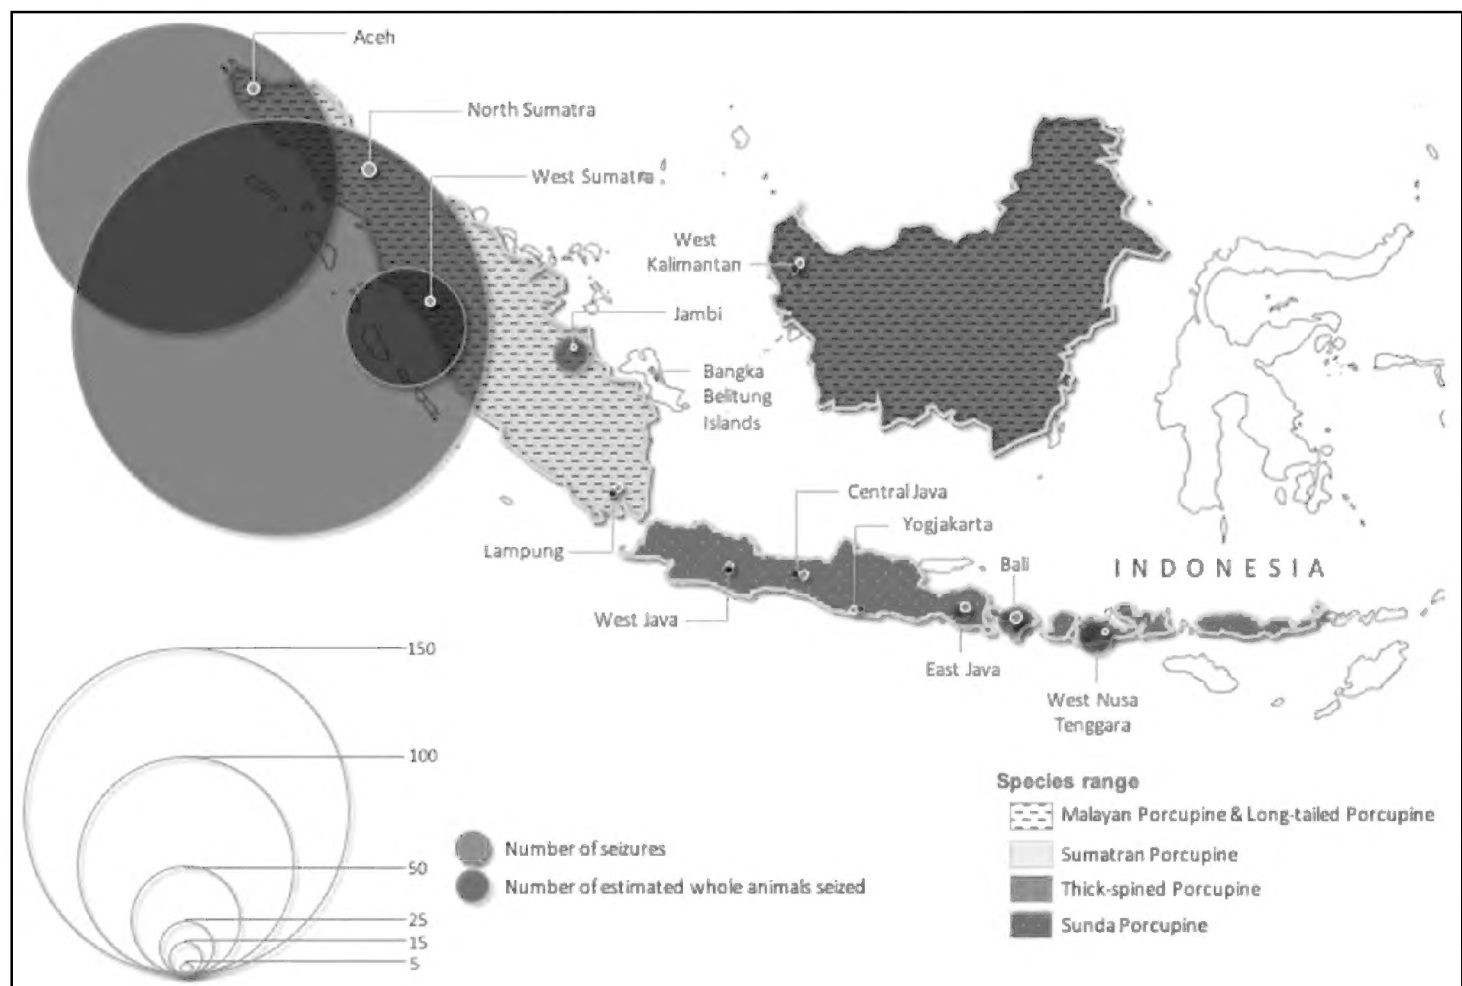 Aceh
North Sumatra
West Sumatra
West
Kalimantan
Jambi
Bangka
Belitung
Islands
Central Java
Yogjakarta
Lampung
Bali
INDONESIA
West Java
East Java
West Nusa
Tenggara
150
100
50
25
15
5
Number of seizures
Number of estimated whole animals seized
Species range
Malayan Porcupine & Long-tailed Porcupine
Sumatran Porcupine
Thick-spined Porcupine
Sunda Porcupine